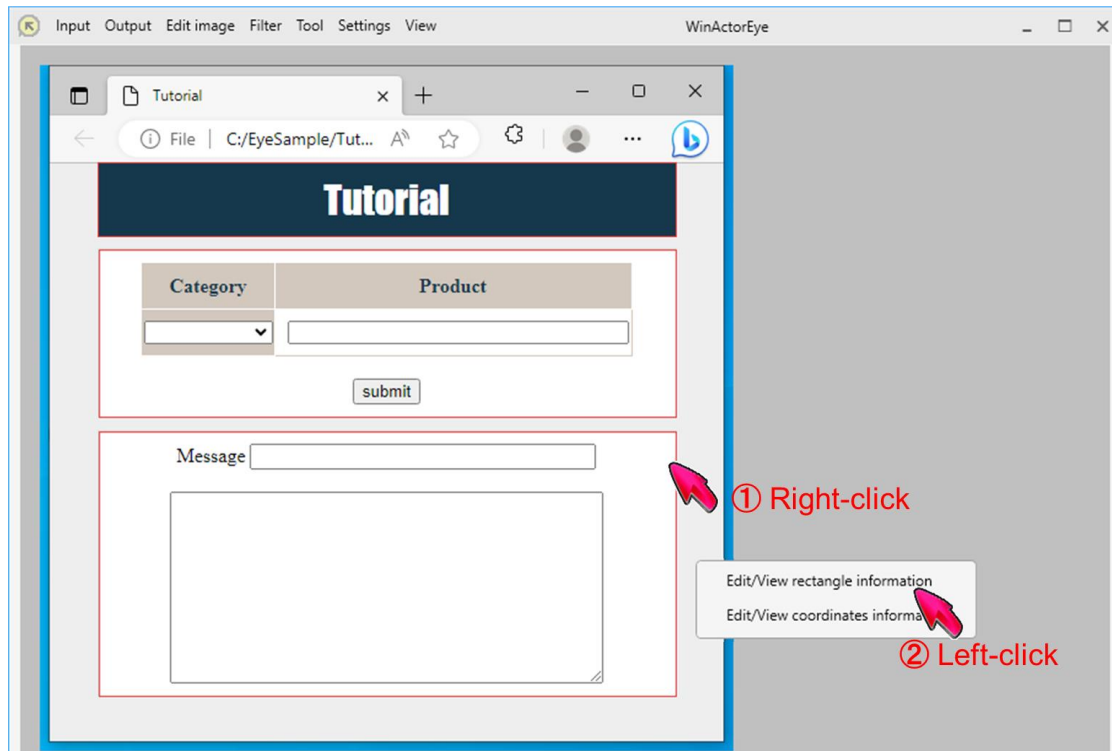 Input Output Edit image Filter Tool Settings View WinActorEye
Tutorial
File | C:/EyeSample/Tut...
Tutorial
Category Product
submit
Message
① Right-click
Edit/View rectangle information
Edit/View coordinates informa
② Left-click